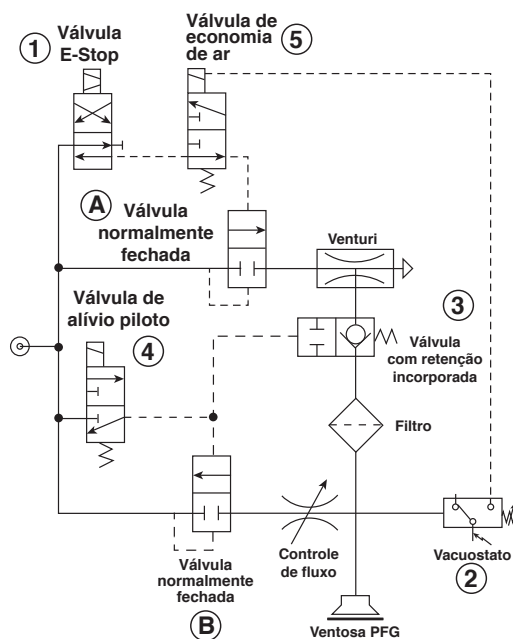 1
Válvula
E-Stop
Válvula de
economia
de ar
5
A
Válvula
normalmente
fechada
Venturi
Válvula de
alívio piloto
4
3
Válvula
com retenção
incorporada
Filtro
Controle
de fluxo
Vacuostato
2
Válvula
normalmente
fechada
B
Ventosa PFG